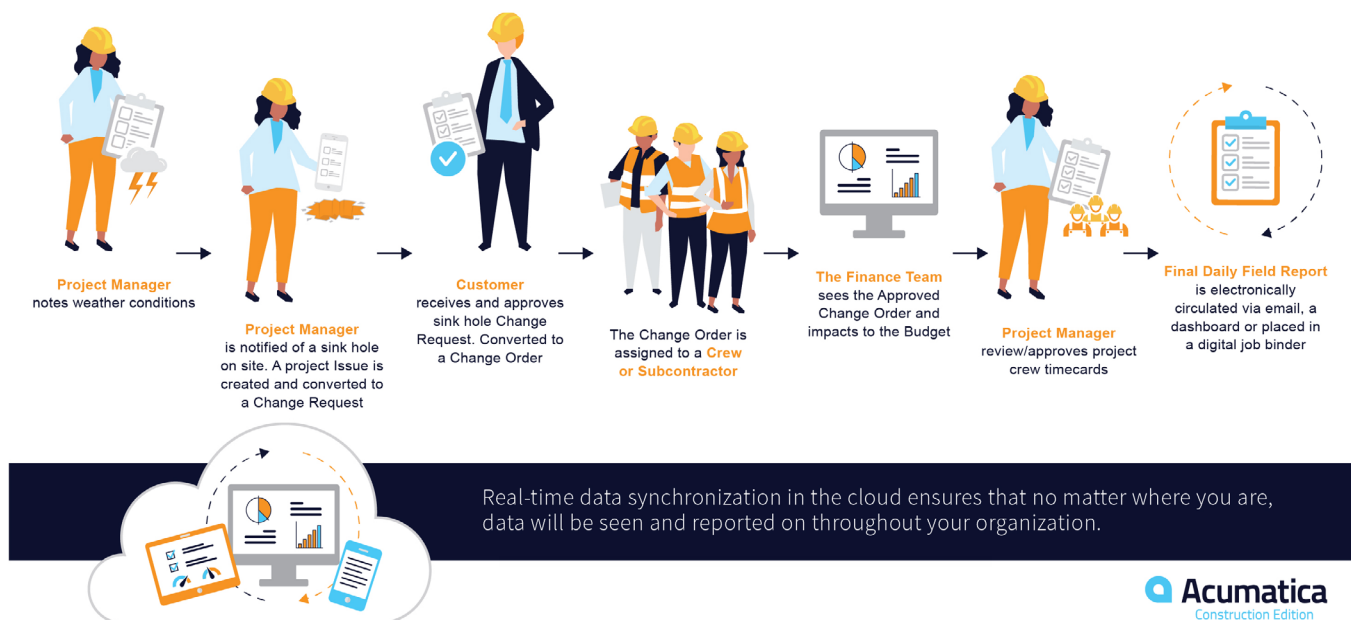 Project Manager
notes weather conditions
Project Manager
is notified of a sink hole
on site. A project Issue is
created and converted to
a Change Request
Customer
receives and approves
sink hole Change
Request. Converted to
a Change Order
The Change Order is
assigned to a Crew
or Subcontractor
The Finance Team
sees the Approved
Change Order and
impacts to the Budget
Project Manager
review/approves project
crew timecards
Final Daily Field Report
is electronically
circulated via email, a
dashboard or placed in
a digital job binder
Real-time data synchronization in the cloud ensures that no matter where you are,
data will be seen and reported on throughout your organization.
Acumatica
Construction Edition